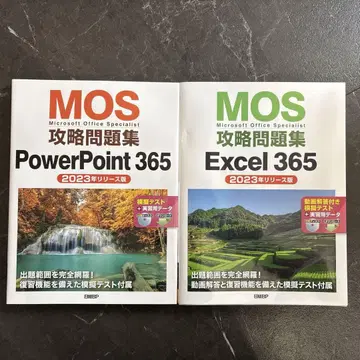 MOS
Microsoft Office Specialist
攻略問題集
PowerPoint 365
2023年リリース版
模擬テスト
+実習用データ
出題範囲を完全網羅！
復習機能を備えた模擬テスト付属
日経BP
MOS
Microsoft Office Specialist
攻略問題集
Excel 365
2023年リリース版
動画解答付き
模擬テスト
+実習用データ
出題範囲を完全網羅！
動画解答と復習機能を備えた模擬テスト付属
日経BP